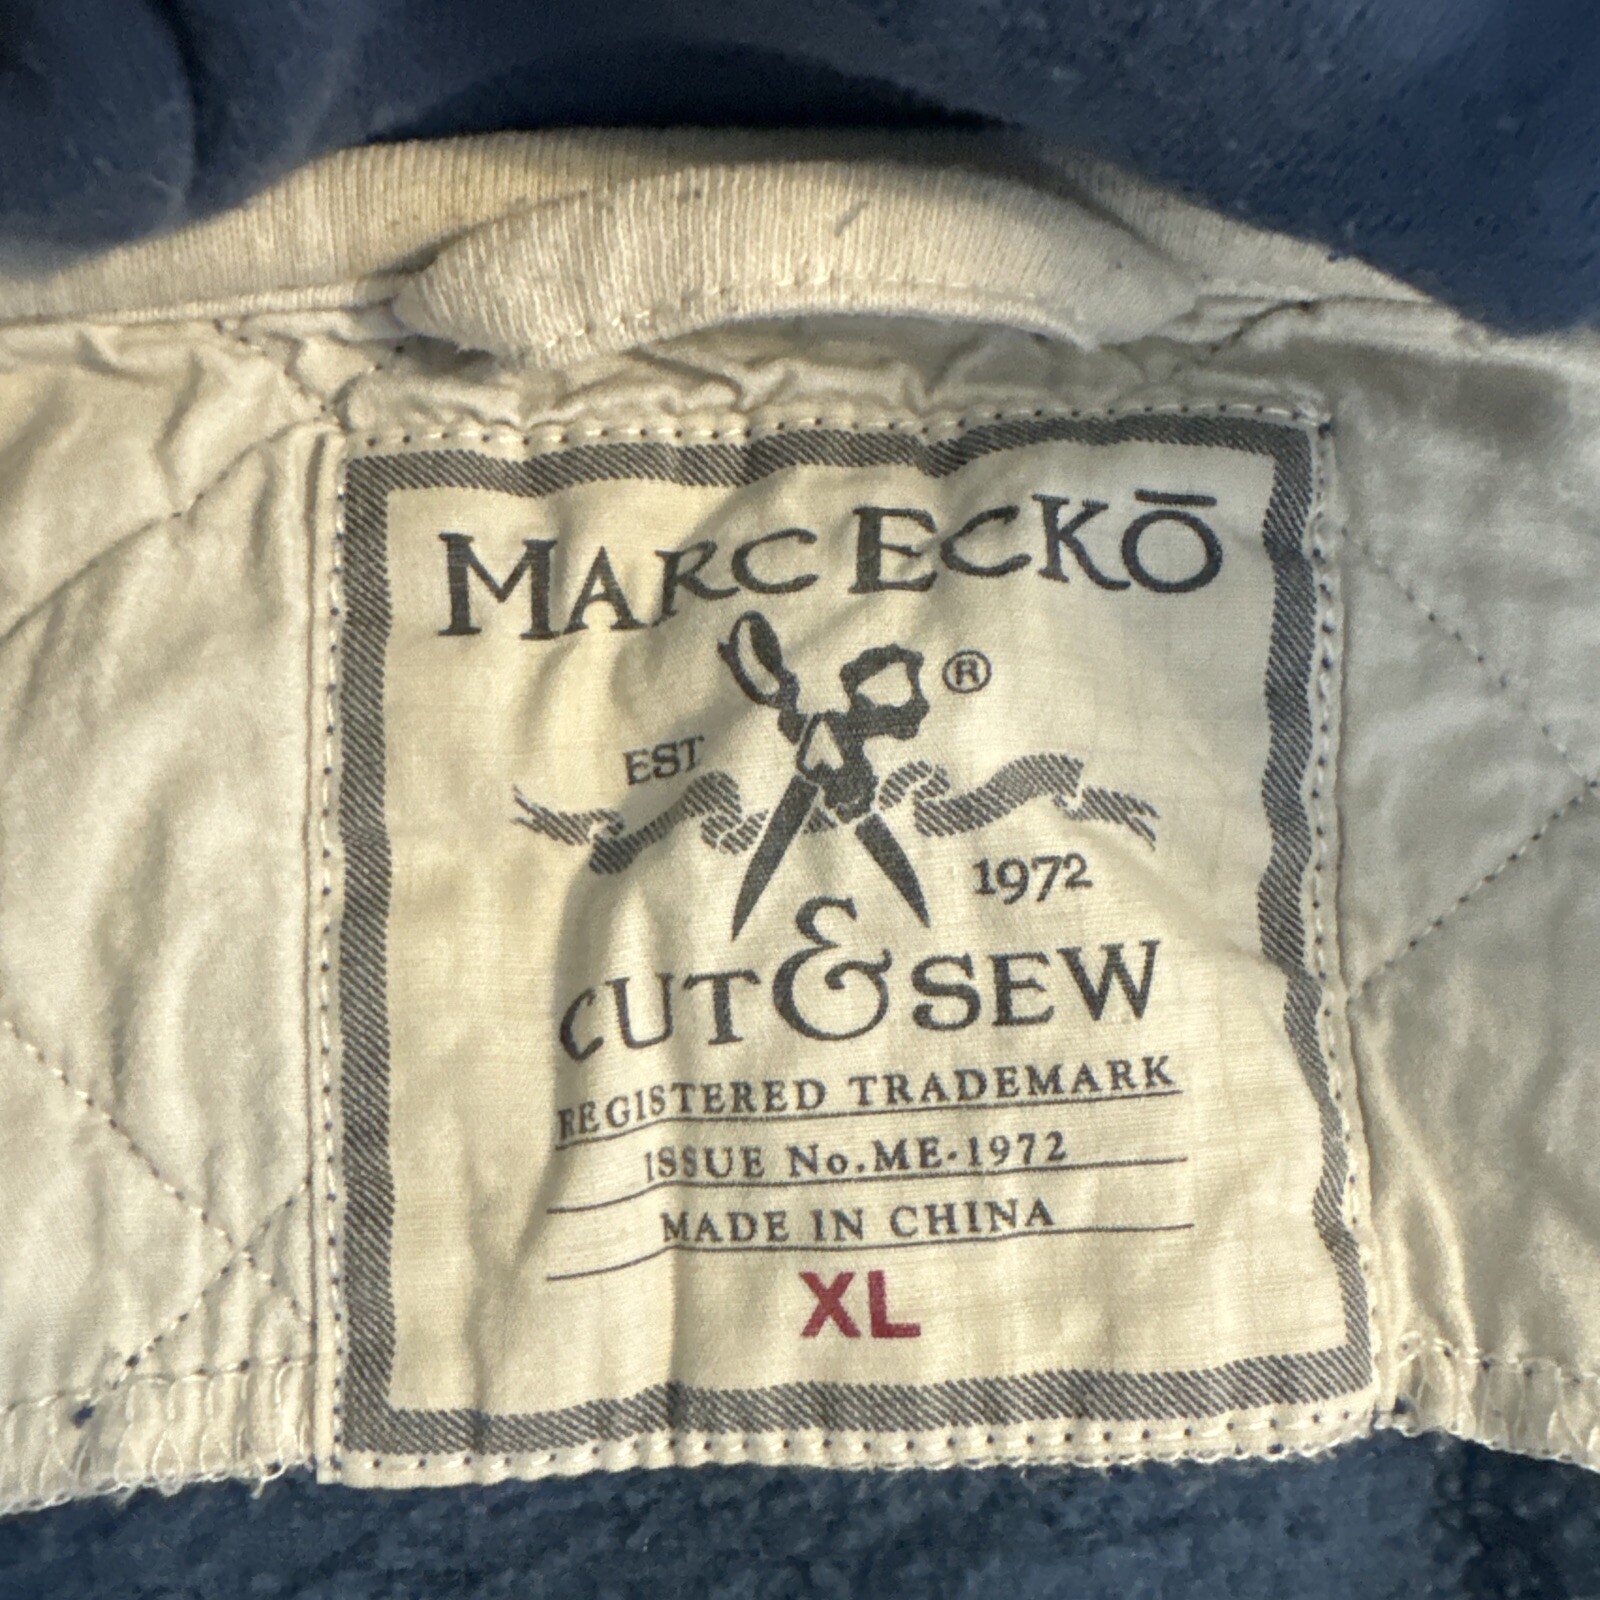 MARC ECKŌ
®
EST
1972
CUT & SEW
REGISTERED TRADEMARK
ISSUE No.ME-1972
MADE IN CHINA
XL